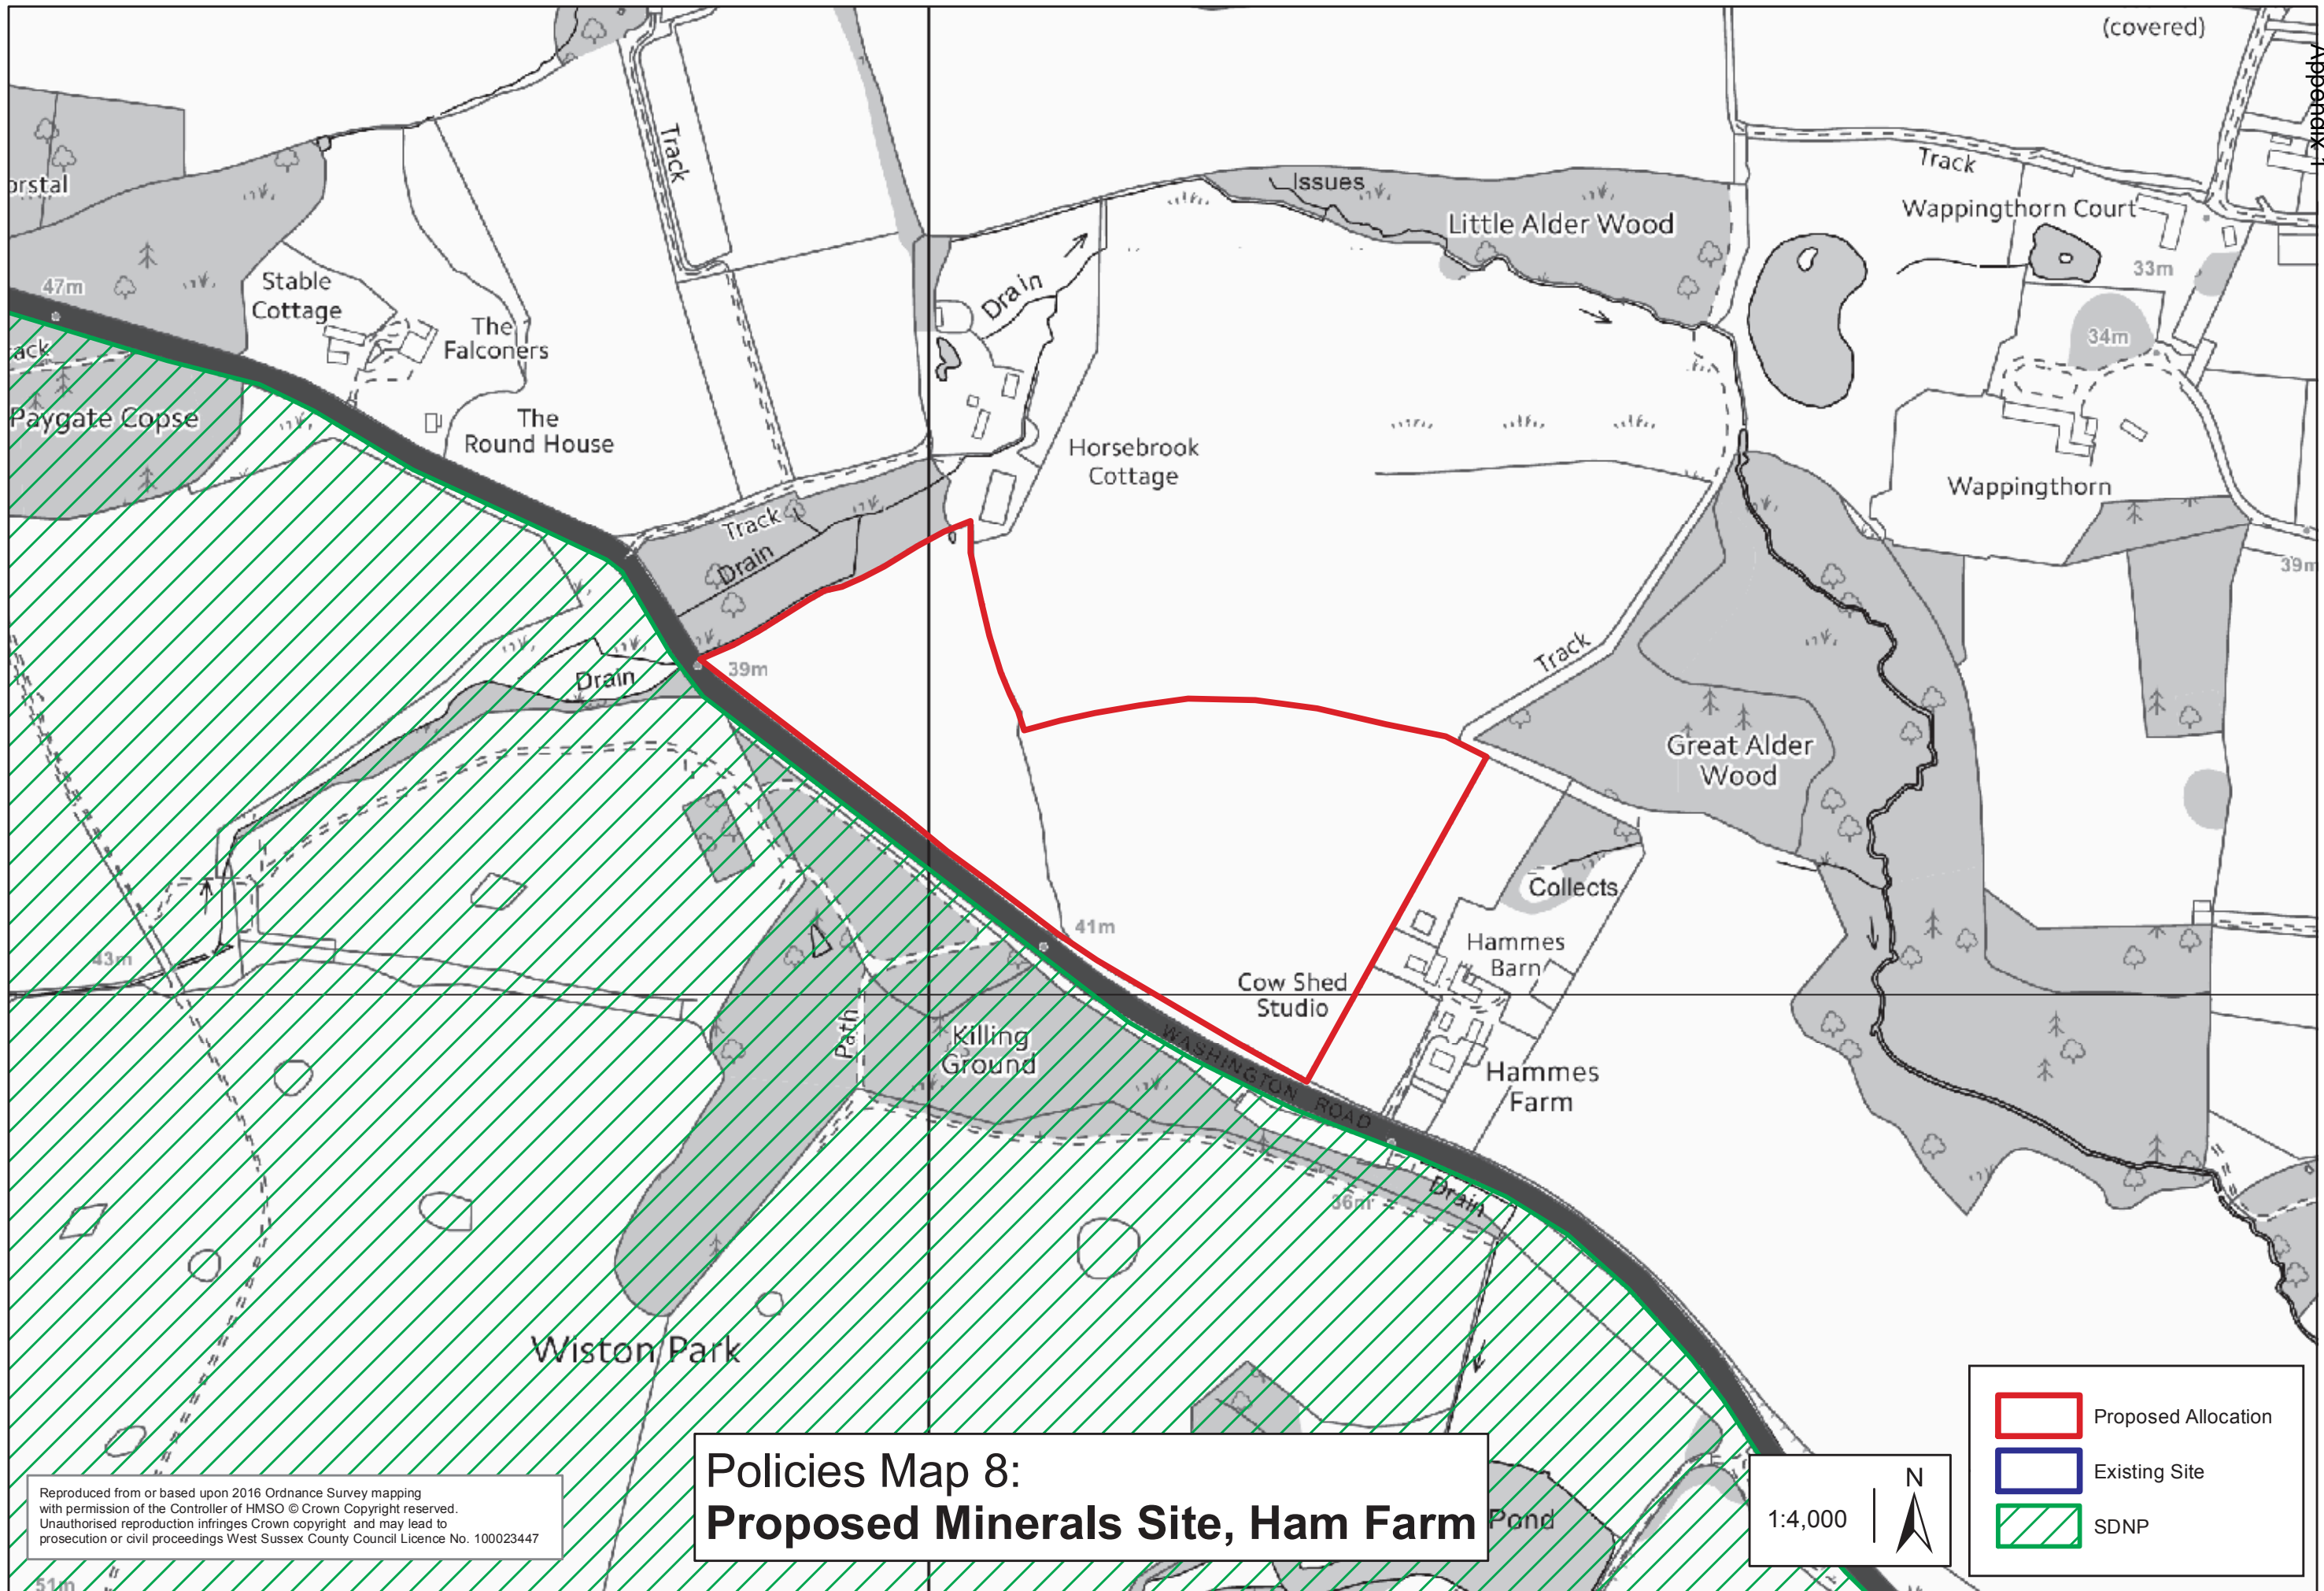 (covered)
Appendix 1
Track
Track
orstal
Issues
Little Alder Wood
Wappingthorn Court
47m
Stable
Cottage
Drain
33m
The
Falconers
34m
ack
Paygate Copse
The
Round House
Horsebrook
Cottage
Wappingthorn
Track
Drain
39m
Track
39m
Drain
Great Alder
Wood
Collects
41m
Hammes
Barn
43m
Cow Shed
Studio
Path
Killing
Ground
WASHINGTON ROAD
Hammes
Farm
Drain
36m
Wiston Park
Policies Map 8:
Proposed Minerals Site, Ham Farm
Pond
1:4,000
N
Proposed Allocation
Existing Site
SDNP
Reproduced from or based upon 2016 Ordnance Survey mapping
with permission of the Controller of HMSO © Crown Copyright reserved.
Unauthorised reproduction infringes Crown copyright and may lead to
prosecution or civil proceedings West Sussex County Council Licence No. 100023447
51m